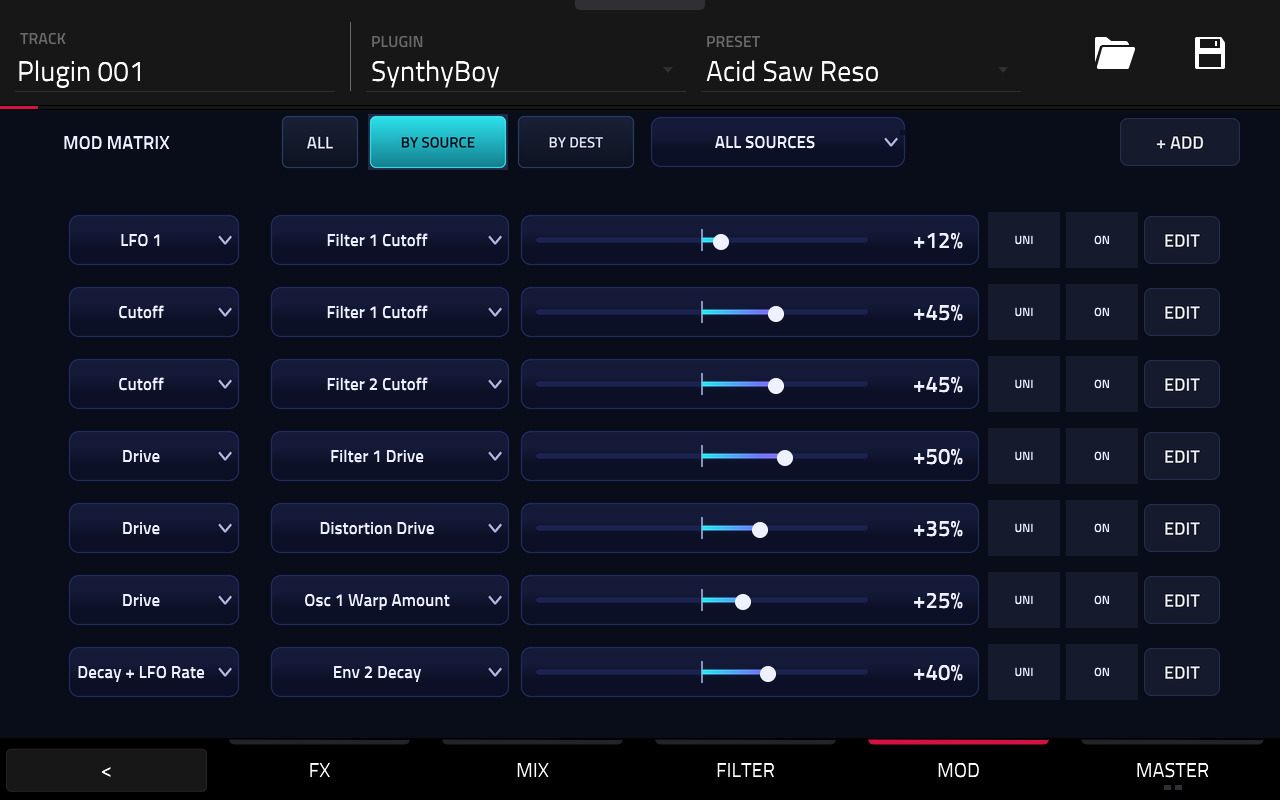 TRACK
Plugin 001
PLUGIN
SynthyBoy
PRESET
Acid Saw Reso
MOD MATRIX
ALL
BY SOURCE
BY DEST
ALL SOURCES
+ ADD
LFO 1 Filter 1 Cutoff +12% UNI ON EDIT
Cutoff Filter 1 Cutoff +45% UNI ON EDIT
Cutoff Filter 2 Cutoff +45% UNI ON EDIT
Drive Filter 1 Drive +50% UNI ON EDIT
Drive Distortion Drive +35% UNI ON EDIT
Drive Osc 1 Warp Amount +25% UNI ON EDIT
Decay + LFO Rate Env 2 Decay +40% UNI ON EDIT
< FX MIX FILTER MOD MASTER